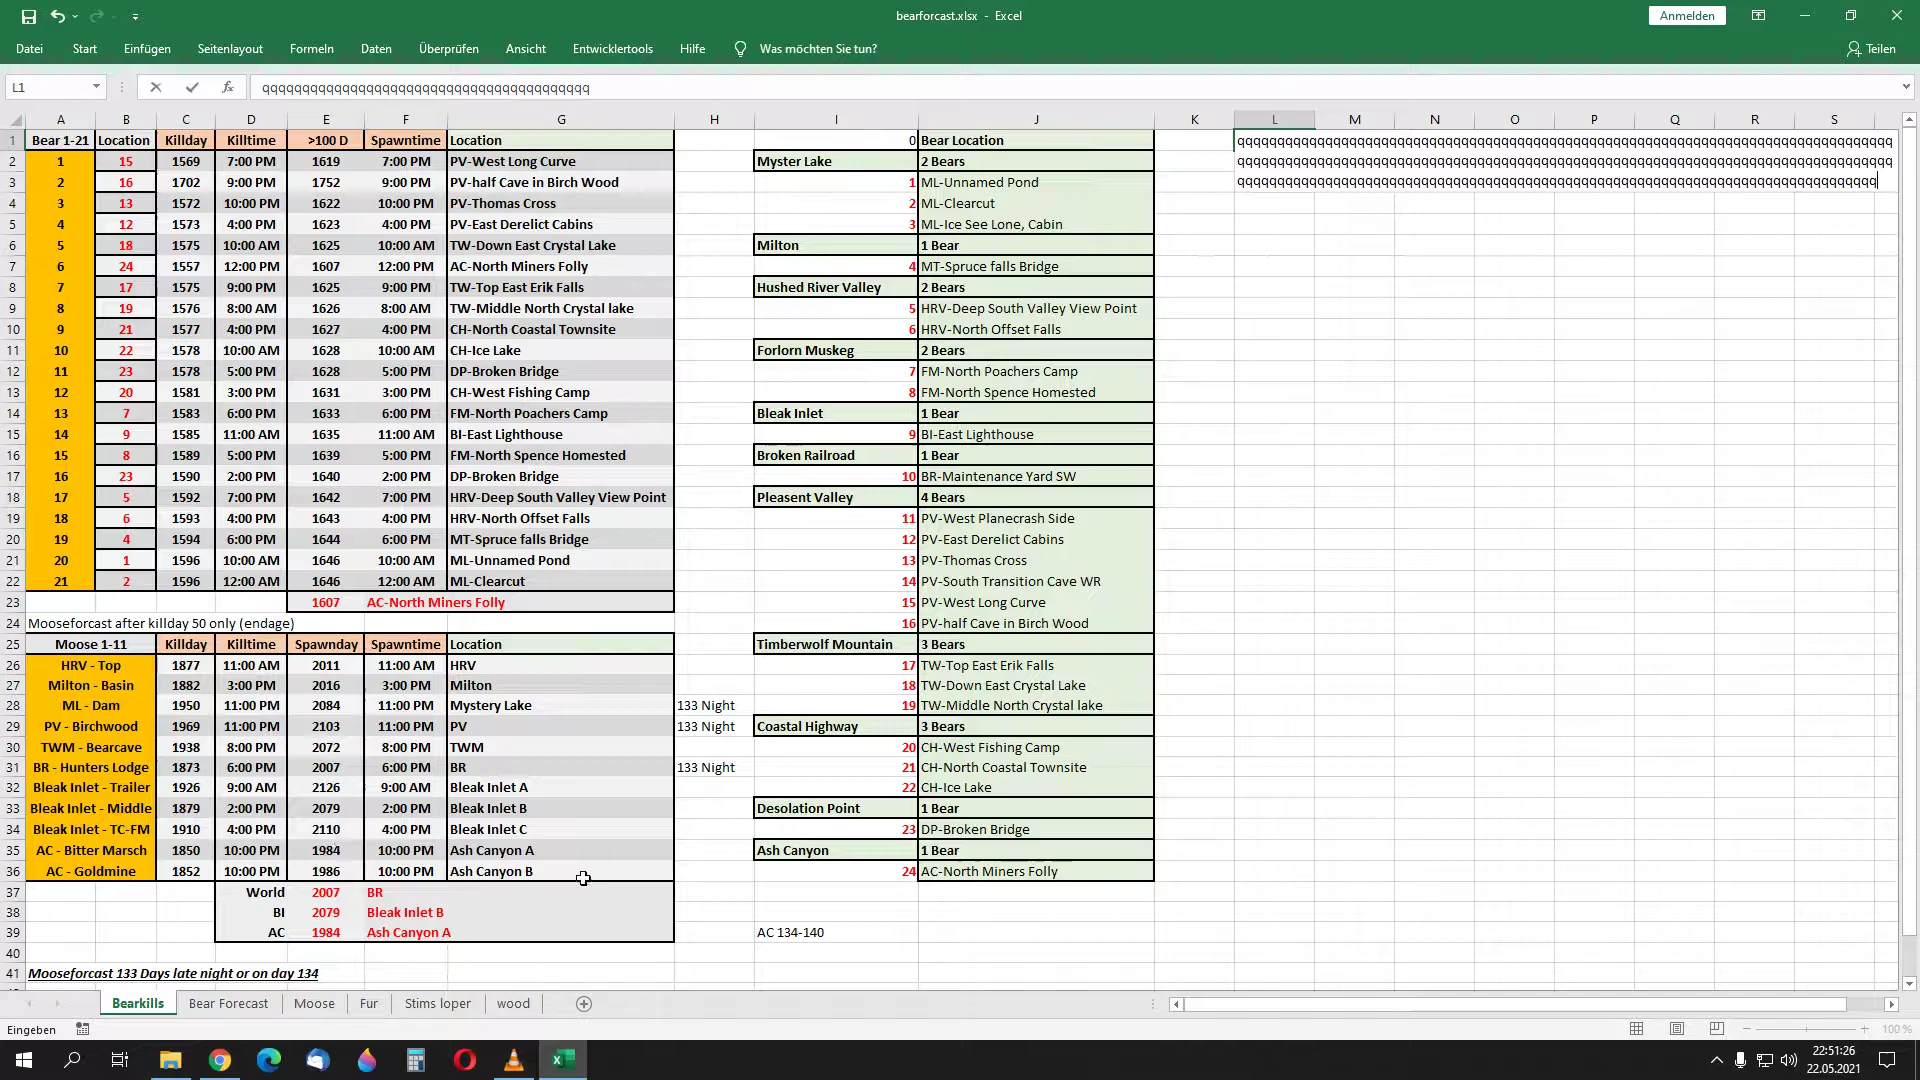 bearforcast.xlsx - Excel
Anmelden
Datei Start Einfügen Seitenlayout Formeln Daten Überprüfen Ansicht Entwicklertools Hilfe Was möchten Sie tun? Teilen
L1 fx qqqqqqqqqqqqqqqqqqqqqqqqqqqqqqqqqqqqqqqqq
A B C D E F G H I J K L M N O P Q R S
1 Bear 1-21 Location Killday Killtime >100 D Spawntime Location 0 Bear Location
2 1 15 1569 7:00 PM 1619 7:00 PM PV-West Long Curve Myster Lake 2 Bears
3 2 16 1702 9:00 PM 1752 9:00 PM PV-half Cave in Birch Wood 1 ML-Unnamed Pond
4 3 13 1572 10:00 PM 1622 10:00 PM PV-Thomas Cross 2 ML-Clearcut
5 4 12 1573 4:00 PM 1623 4:00 PM PV-East Derelict Cabins 3 ML-Ice See Lone, Cabin
6 5 18 1575 10:00 AM 1625 10:00 AM TW-Down East Crystal Lake Milton 1 Bear
7 6 24 1557 12:00 PM 1607 12:00 PM AC-North Miners Folly 4 MT-Spruce falls Bridge
8 7 17 1575 9:00 PM 1625 9:00 PM TW-Top East Erik Falls Hushed River Valley 2 Bears
9 8 19 1576 8:00 AM 1626 8:00 AM TW-Middle North Crystal lake 5 HRV-Deep South Valley View Point
10 9 21 1577 4:00 PM 1627 4:00 PM CH-North Coastal Townsite 6 HRV-North Offset Falls
11 10 22 1578 10:00 AM 1628 10:00 AM CH-Ice Lake Forlorn Muskeg 2 Bears
12 11 23 1578 5:00 PM 1628 5:00 PM DP-Broken Bridge 7 FM-North Poachers Camp
13 12 20 1581 3:00 PM 1631 3:00 PM CH-West Fishing Camp 8 FM-North Spence Homested
14 13 7 1583 6:00 PM 1633 6:00 PM FM-North Poachers Camp Bleak Inlet 1 Bear
15 14 9 1585 11:00 AM 1635 11:00 AM BI-East Lighthouse 9 BI-East Lighthouse
16 15 8 1589 5:00 PM 1639 5:00 PM FM-North Spence Homested Broken Railroad 1 Bear
17 16 23 1590 2:00 PM 1640 2:00 PM DP-Broken Bridge 10 BR-Maintenance Yard SW
18 17 5 1592 7:00 PM 1642 7:00 PM HRV-Deep South Valley View Point Pleasent Valley 4 Bears
19 18 6 1593 4:00 PM 1643 4:00 PM HRV-North Offset Falls 11 PV-West Planecrash Side
20 19 4 1594 6:00 PM 1644 6:00 PM MT-Spruce falls Bridge 12 PV-East Derelict Cabins
21 20 1 1596 10:00 AM 1646 10:00 AM ML-Unnamed Pond 13 PV-Thomas Cross
22 21 2 1596 12:00 AM 1646 12:00 AM ML-Clearcut 14 PV-South Transition Cave WR
23 1607 AC-North Miners Folly 15 PV-West Long Curve
24 Mooseforcast after killday 50 only (endage) 16 PV-half Cave in Birch Wood
25 Moose 1-11 Killday Killtime Spawnday Spawntime Location Timberwolf Mountain 3 Bears
26 HRV - Top 1877 11:00 AM 2011 11:00 AM HRV 17 TW-Top East Erik Falls
27 Milton - Basin 1882 3:00 PM 2016 3:00 PM Milton 18 TW-Down East Crystal Lake
28 ML - Dam 1950 11:00 PM 2084 11:00 PM Mystery Lake 133 Night 19 TW-Middle North Crystal lake
29 PV - Birchwood 1969 11:00 PM 2103 11:00 PM PV 133 Night Coastal Highway 3 Bears
30 TWM - Bearcave 1938 8:00 PM 2072 8:00 PM TWM 20 CH-West Fishing Camp
31 BR - Hunters Lodge 1873 6:00 PM 2007 6:00 PM BR 133 Night 21 CH-North Coastal Townsite
32 Bleak Inlet - Trailer 1926 9:00 AM 2126 9:00 AM Bleak Inlet A 22 CH-Ice Lake
33 Bleak Inlet - Middle 1879 2:00 PM 2079 2:00 PM Bleak Inlet B Desolation Point 1 Bear
34 Bleak Inlet - TC-FM 1910 4:00 PM 2110 4:00 PM Bleak Inlet C 23 DP-Broken Bridge
35 AC - Bitter Marsch 1850 10:00 PM 1984 10:00 PM Ash Canyon A Ash Canyon 1 Bear
36 AC - Goldmine 1852 10:00 PM 1986 10:00 PM Ash Canyon B 24 AC-North Miners Folly
37 World 2007 BR
38 BI 2079 Bleak Inlet B
39 AC 1984 Ash Canyon A AC 134-140
40
41 Mooseforcast 133 Days late night or on day 134
Bearkills Bear Forecast Moose Fur Stims loper wood
Eingeben 100 %
22:51:26
22.05.2021